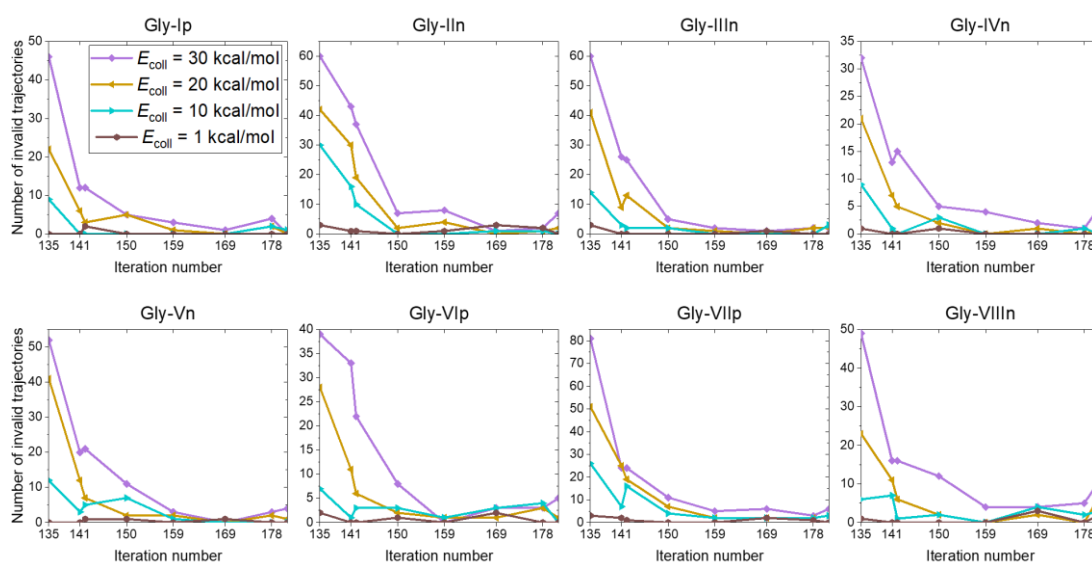 Gly-Ip Gly-IIn Gly-IIIn Gly-IVn
Number of invalid trajectories
50 40 30 20 10 0
E_coll = 30 kcal/mol
E_coll = 20 kcal/mol
E_coll = 10 kcal/mol
E_coll = 1 kcal/mol
60 50 40 30 20 10 0
60 50 40 30 20 10 0
35 30 25 20 15 10 5 0
135 141 150 159 169 178 135 141 150 159 169 178 135 141 150 159 169 178 135 141 150 159 169 178
Iteration number Iteration number Iteration number Iteration number
Gly-Vn Gly-VIp Gly-VIIp Gly-VIIIn
Number of invalid trajectories
50 40 30 20 10 0
40 35 30 25 20 15 10 5 0
80 70 60 50 40 30 20 10 0
50 40 30 20 10 0
135 141 150 159 169 178 135 141 150 159 169 178 135 141 150 159 169 178 135 141 150 159 169 178
Iteration number Iteration number Iteration number Iteration number